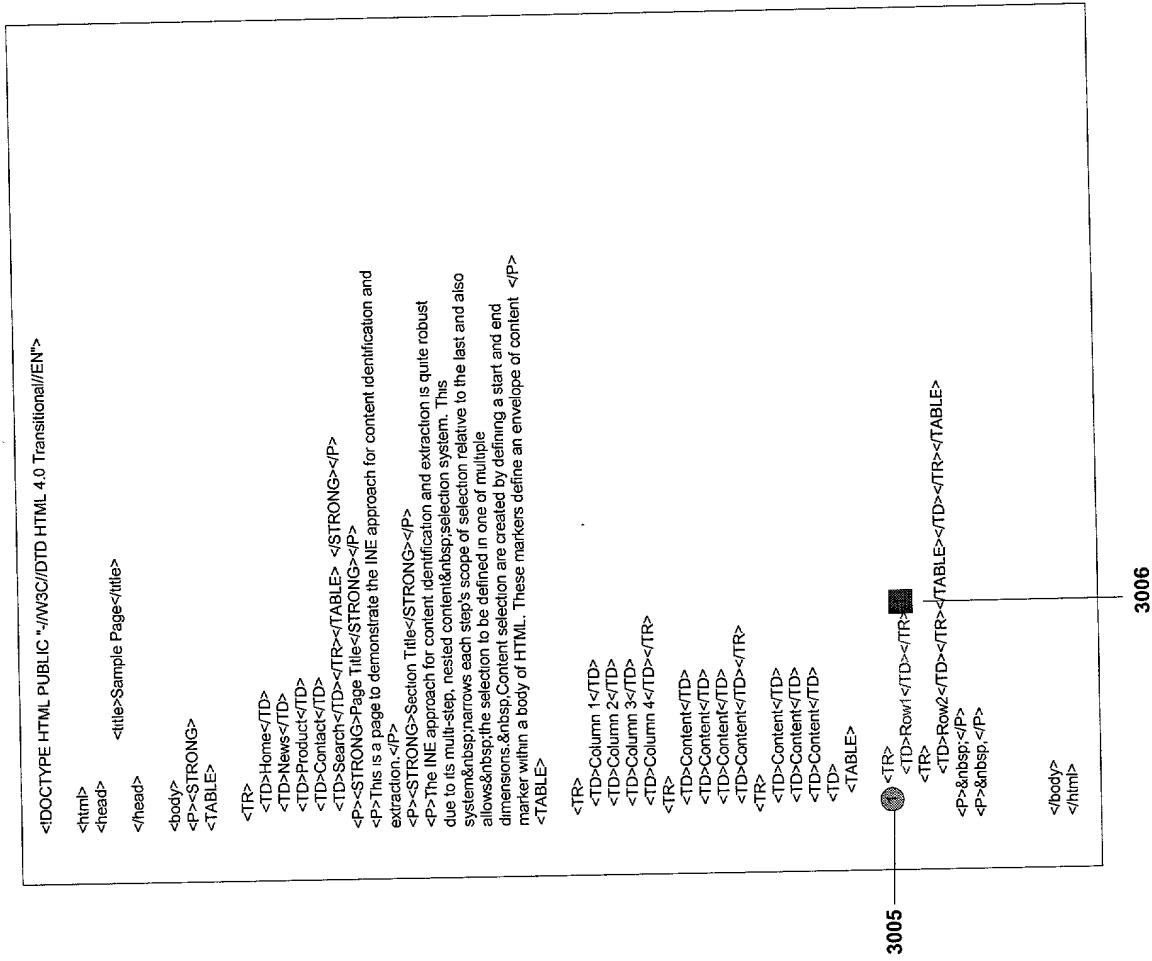 <!DOCTYPE HTML PUBLIC "-//W3C//DTD HTML 4.0 Transitional//EN">
<html>
<head>
<title>Sample Page</title>
</head>
<body>
<P><STRONG>
<TABLE>
<TR>
<TD>Home</TD>
<TD>News</TD>
<TD>Product</TD>
<TD>Contact</TD>
<TD>Search</TD></TR></TABLE> </STRONG></P>
<P><STRONG>Page Title</STRONG></P>
<P>This is a page to demonstrate the INE approach for content identification and
extraction.</P>
<P><STRONG>Section Title</STRONG></P>
<P>The INE approach for content identification and extraction is quite robust
due to its multi-step, nested content&nbsp;selection system. This
system&nbsp;narrows each step's scope of selection relative to the last and also
allows&nbsp;the selection to be defined in one of multiple
dimensions.&nbsp;Content selection are created by defining a start and end
marker within a body of HTML. These markers define an envelope of content </P>
<TABLE>
<TR>
<TD>Column 1</TD>
<TD>Column 2</TD>
<TD>Column 3</TD>
<TD>Column 4</TD></TR>
<TR>
<TD>Content</TD>
<TD>Content</TD>
<TD>Content</TD>
<TD>Content</TD></TR>
<TR>
<TD>Content</TD>
<TD>Content</TD>
<TD>Content</TD>
<TD>
<TABLE>
1 <TR>
<TD>Row1</TD></TR>
<TR>
<TD>Row2</TD></TR></TABLE></TD></TR></TABLE>
<P>&nbsp;</P>
<P>&nbsp;</P>
</body>
</html>
3005
3006